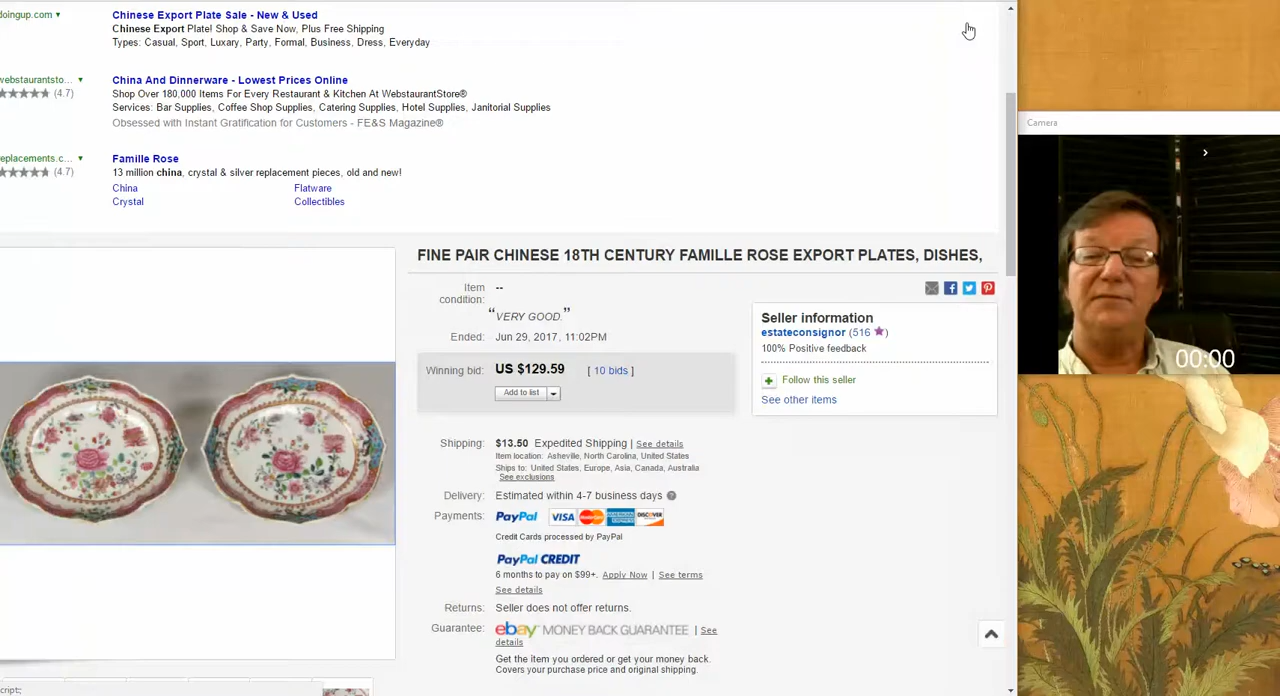 doingup.com
Chinese Export Plate Sale - New & Used
Chinese Export Plate! Shop & Save Now, Plus Free Shipping
Types: Casual, Sport, Luxary, Party, Formal, Business, Dress, Everyday
webstaurantsto...
China And Dinnerware - Lowest Prices Online
(4.7)
Shop Over 180,000 Items For Every Restaurant & Kitchen At WebstaurantStore®
Services: Bar Supplies, Coffee Shop Supplies, Catering Supplies, Hotel Supplies, Janitorial Supplies
Obsessed with Instant Gratification for Customers - FE&S Magazine®
replacements.c...
Famille Rose
(4.7)
13 million china, crystal & silver replacement pieces, old and new!
China Flatware
Crystal Collectibles
Camera
00:00
FINE PAIR CHINESE 18TH CENTURY FAMILLE ROSE EXPORT PLATES, DISHES,
Item condition: --
“VERY GOOD.”
Ended: Jun 29, 2017, 11:02PM
Winning bid: US $129.59 [ 10 bids ]
Add to list
Seller information
estateconsignor (516 )
100% Positive feedback
Follow this seller
See other items
Shipping: $13.50 Expedited Shipping | See details
Item location: Asheville, North Carolina, United States
Ships to: United States, Europe, Asia, Canada, Australia
See exclusions
Delivery: Estimated within 4-7 business days
Payments: PayPal VISA MasterCard AMERICAN EXPRESS DISCOVER
Credit Cards processed by PayPal
PayPal CREDIT
6 months to pay on $99+. Apply Now | See terms
See details
Returns: Seller does not offer returns.
Guarantee: ebay MONEY BACK GUARANTEE | See details
Get the item you ordered or get your money back.
Covers your purchase price and original shipping.
cript;